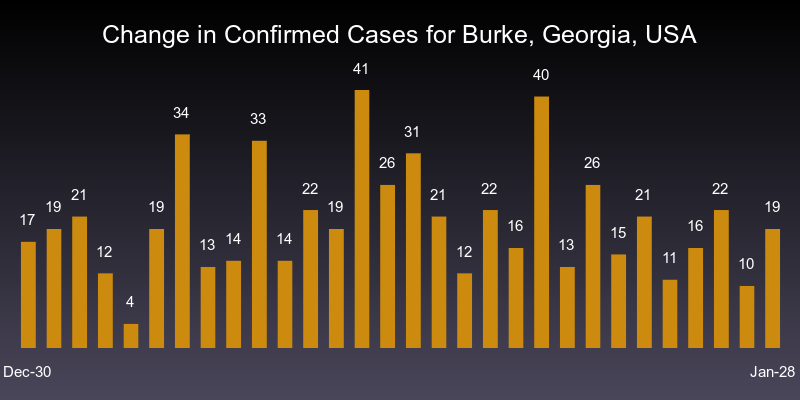 Change in Confirmed Cases for Burke, Georgia, USA
17 19 21 12 4 19 34 13 14 33 14 22 19 41 26 31 21 12 22 16 40 13 26 15 21 11 16 22 10 19
Dec-30 Jan-28